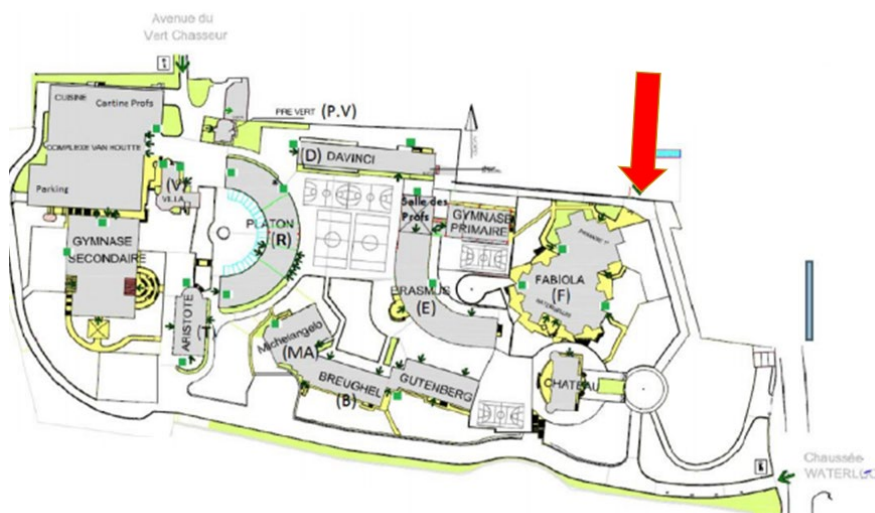 Avenue du
Vert Chasseur
CUISINE
Cantine Profs
PRE VERT (P.V)
COMPLEXE VAN HOUTTE
(D) DAVINCI
Parking
(V)
VILLA
Salle des
Profs
GYMNASE
PRIMAIRE
PLATON
(R)
GYMNASE
SECONDAIRE
FABIOLA
(F)
MATERNELLES
ERASMUS
(E)
ARISTOTE
Michelangelo
(MA)
BREUGHEL
(B)
GUTENBERG
CHATEAU
Chaussée
WATERLOO